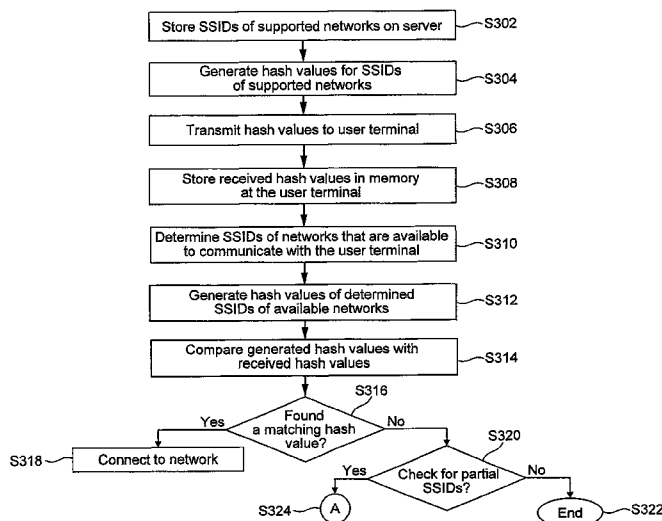 Store SSIDs of supported networks on server
S302
Generate hash values for SSIDs
of supported networks
S304
Transmit hash values to user terminal
S306
Store received hash values in memory
at the user terminal
S308
Determine SSIDs of networks that are available
to communicate with the user terminal
S310
Generate hash values of determined
SSIDs of available networks
S312
Compare generated hash values with
received hash values
S314
S316
Found
a matching hash
value?
Yes
No
S318
Connect to network
S320
Check for partial
SSIDs?
Yes
No
S324
A
End
S322